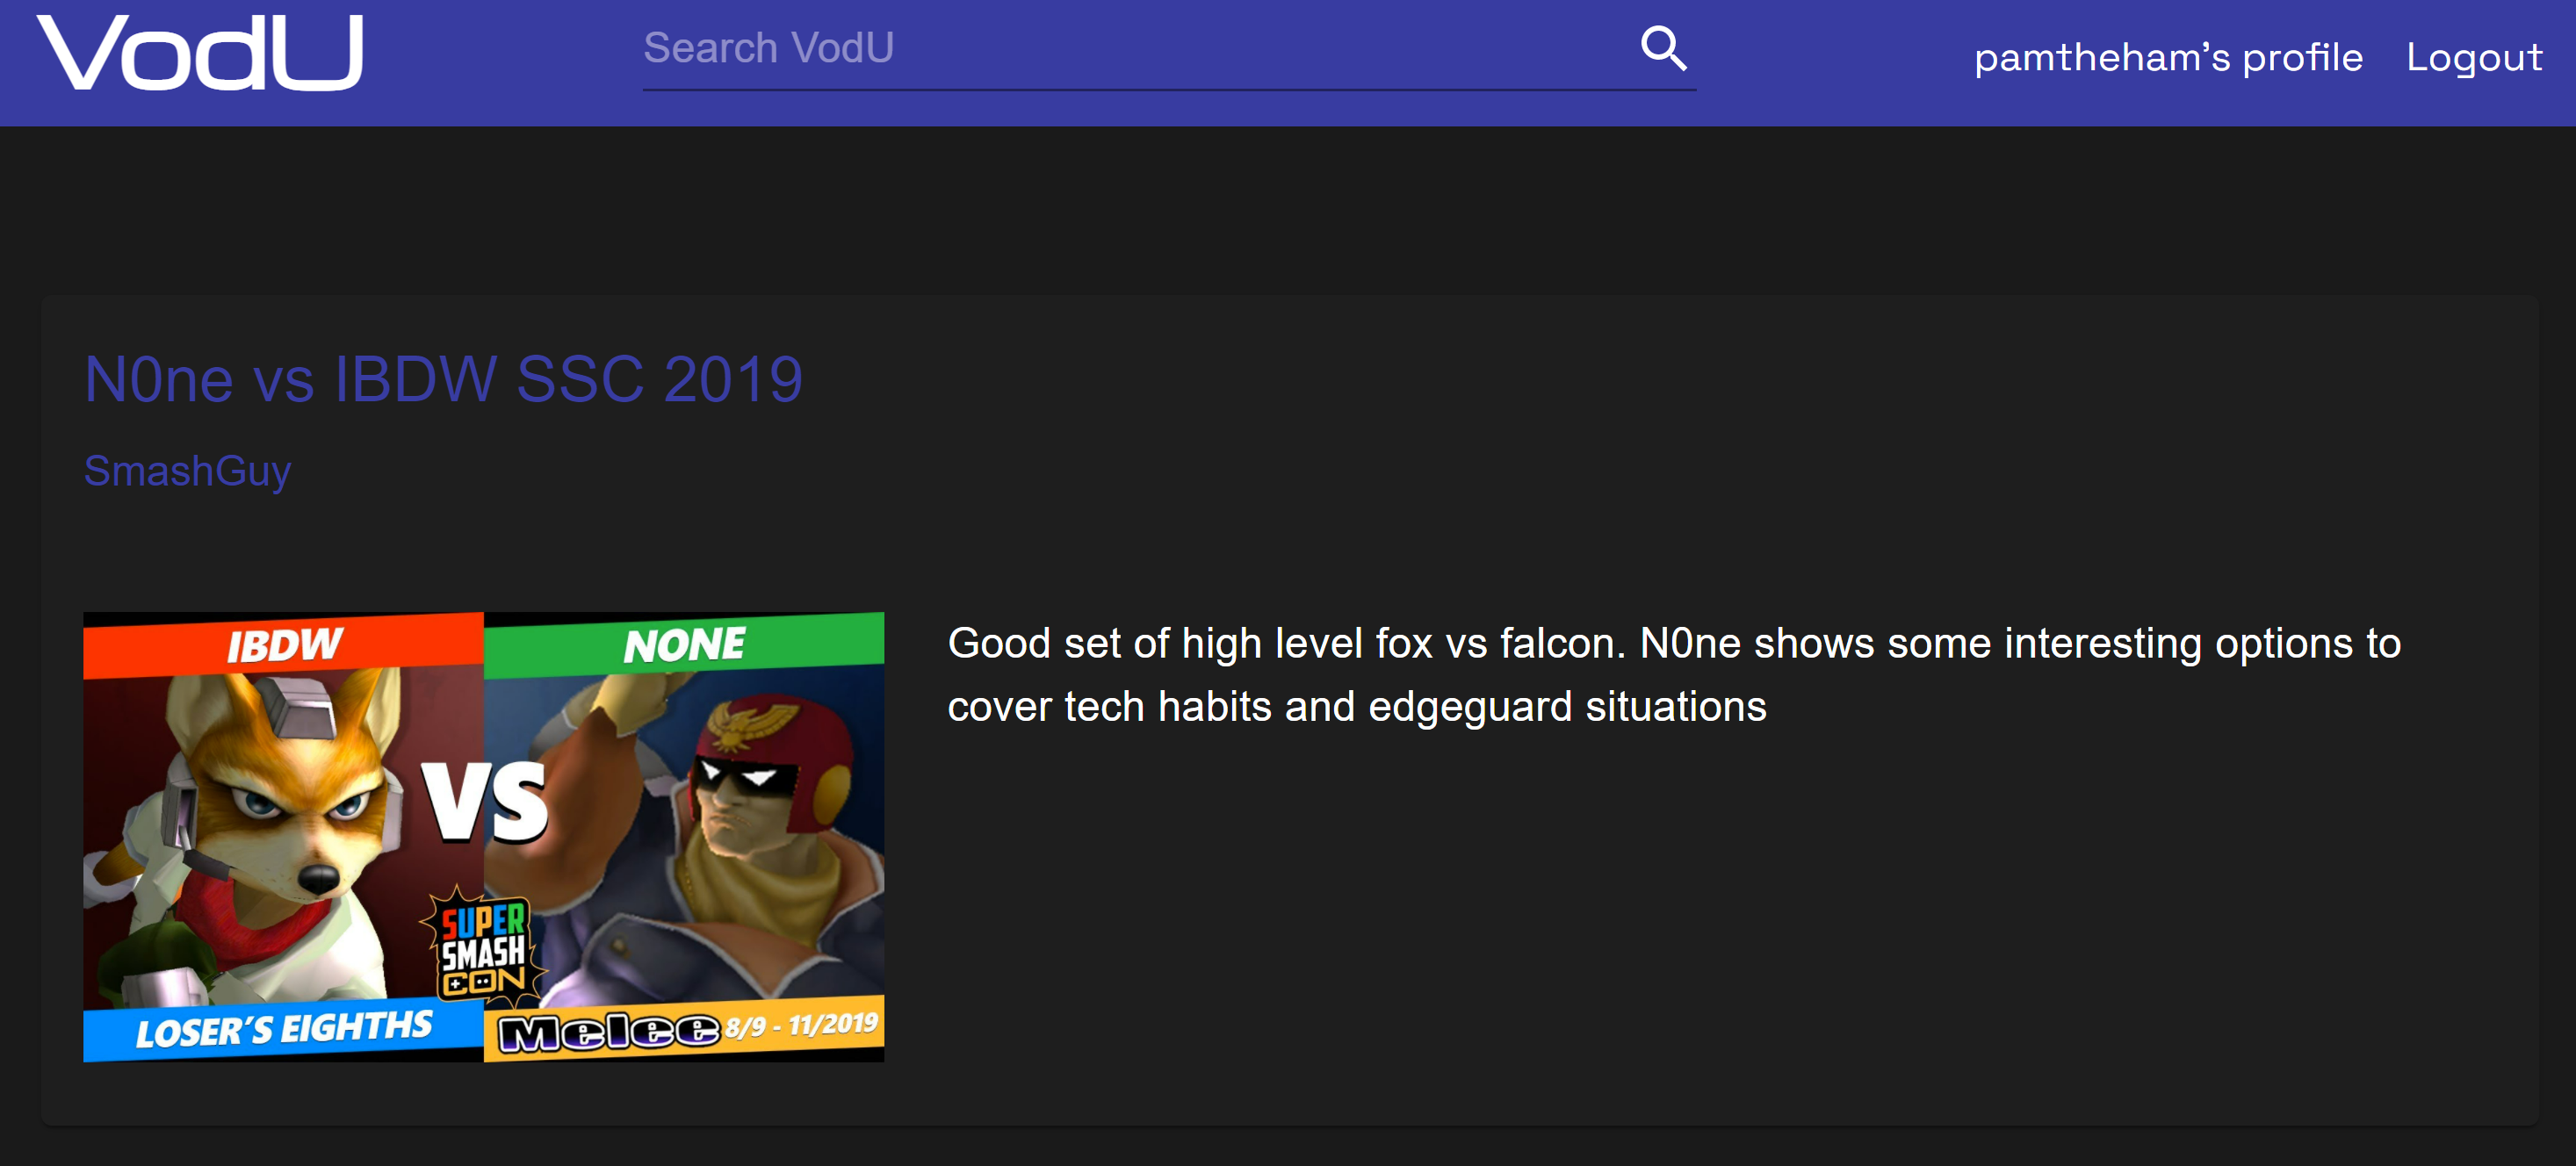 VodU
Search VodU
pamtheham's profile
Logout
N0ne vs IBDW SSC 2019
SmashGuy
IBDW
NONE
VS
SUPER
SMASH
CON
LOSER'S EIGHTHS
Melee 8/9 - 11/2019
Good set of high level fox vs falcon. N0ne shows some interesting options to
cover tech habits and edgeguard situations